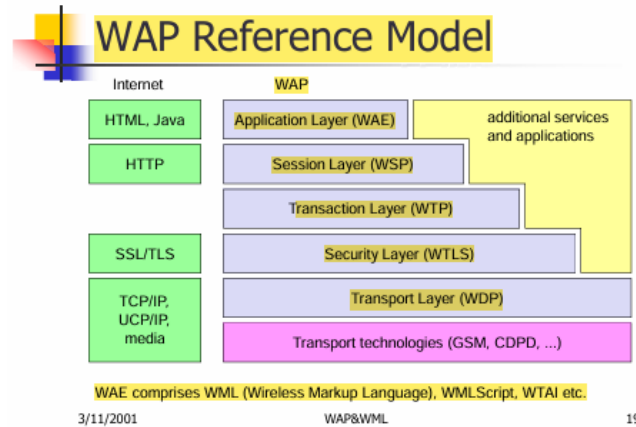 WAP Reference Model
Internet
WAP
HTML, Java
Application Layer (WAE)
additional services
and applications
HTTP
Session Layer (WSP)
Transaction Layer (WTP)
SSL/TLS
Security Layer (WTLS)
TCP/IP,
UCP/IP,
media
Transport Layer (WDP)
Transport technologies (GSM, CDPD, ...)
WAE comprises WML (Wireless Markup Language), WMLScript, WTAI etc.
3/11/2001
WAP&WML
19